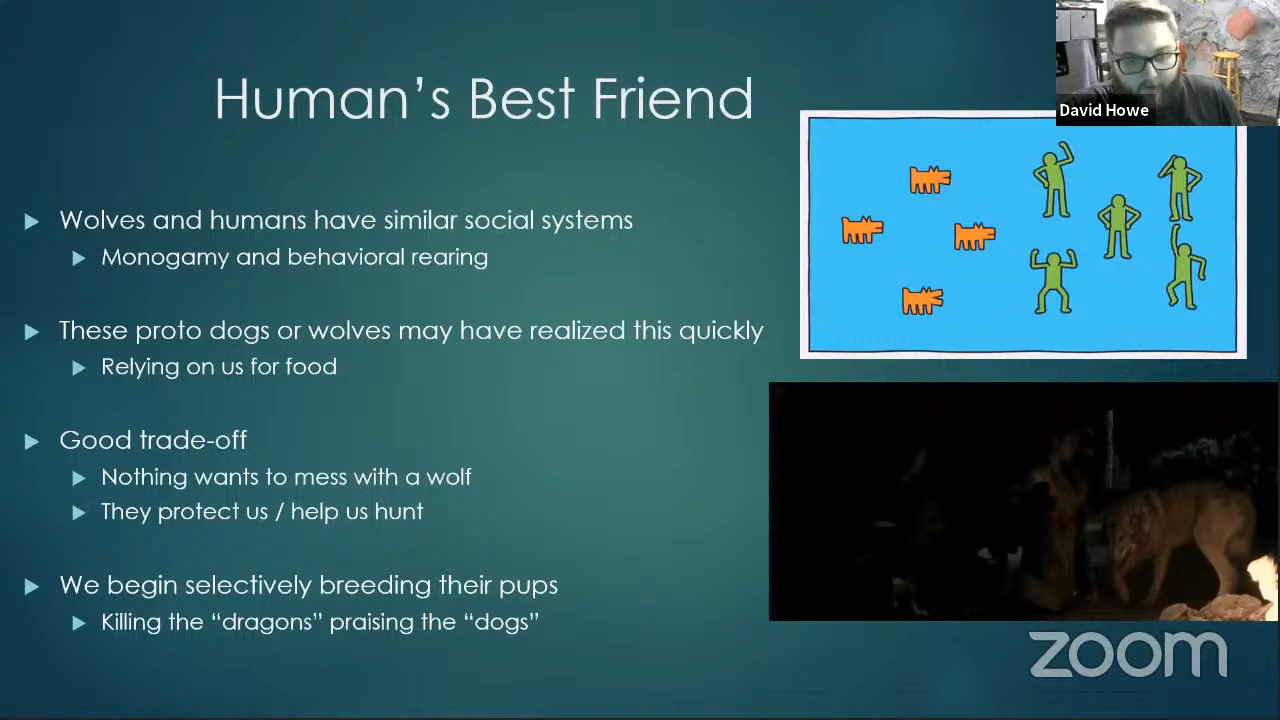 Human’s Best Friend
David Howe
Wolves and humans have similar social systems
Monogamy and behavioral rearing
These proto dogs or wolves may have realized this quickly
Relying on us for food
Good trade-off
Nothing wants to mess with a wolf
They protect us / help us hunt
We begin selectively breeding their pups
Killing the “dragons” praising the “dogs”
zoom